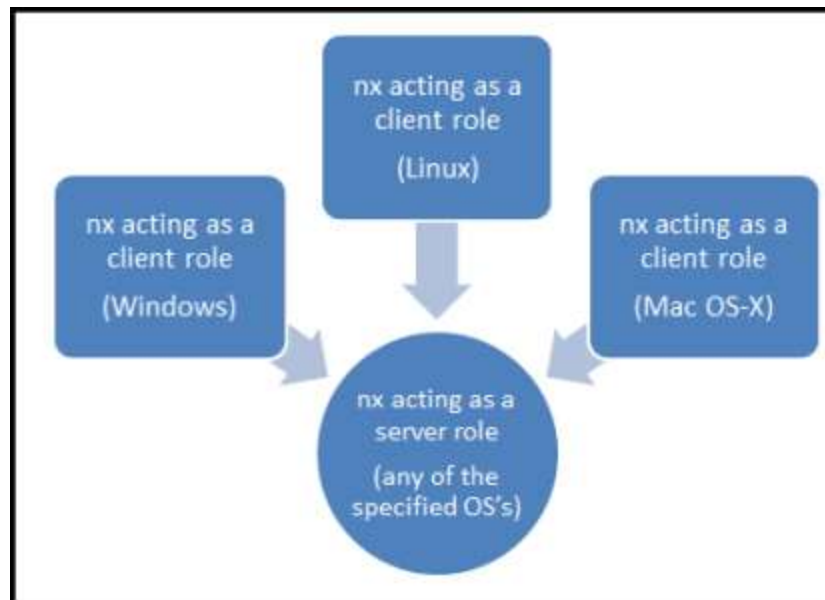 nx acting as a
client role
(Linux)
nx acting as a
client role
(Windows)
nx acting as a
client role
(Mac OS-X)
nx acting as a
server role
(any of the
specified OS's)